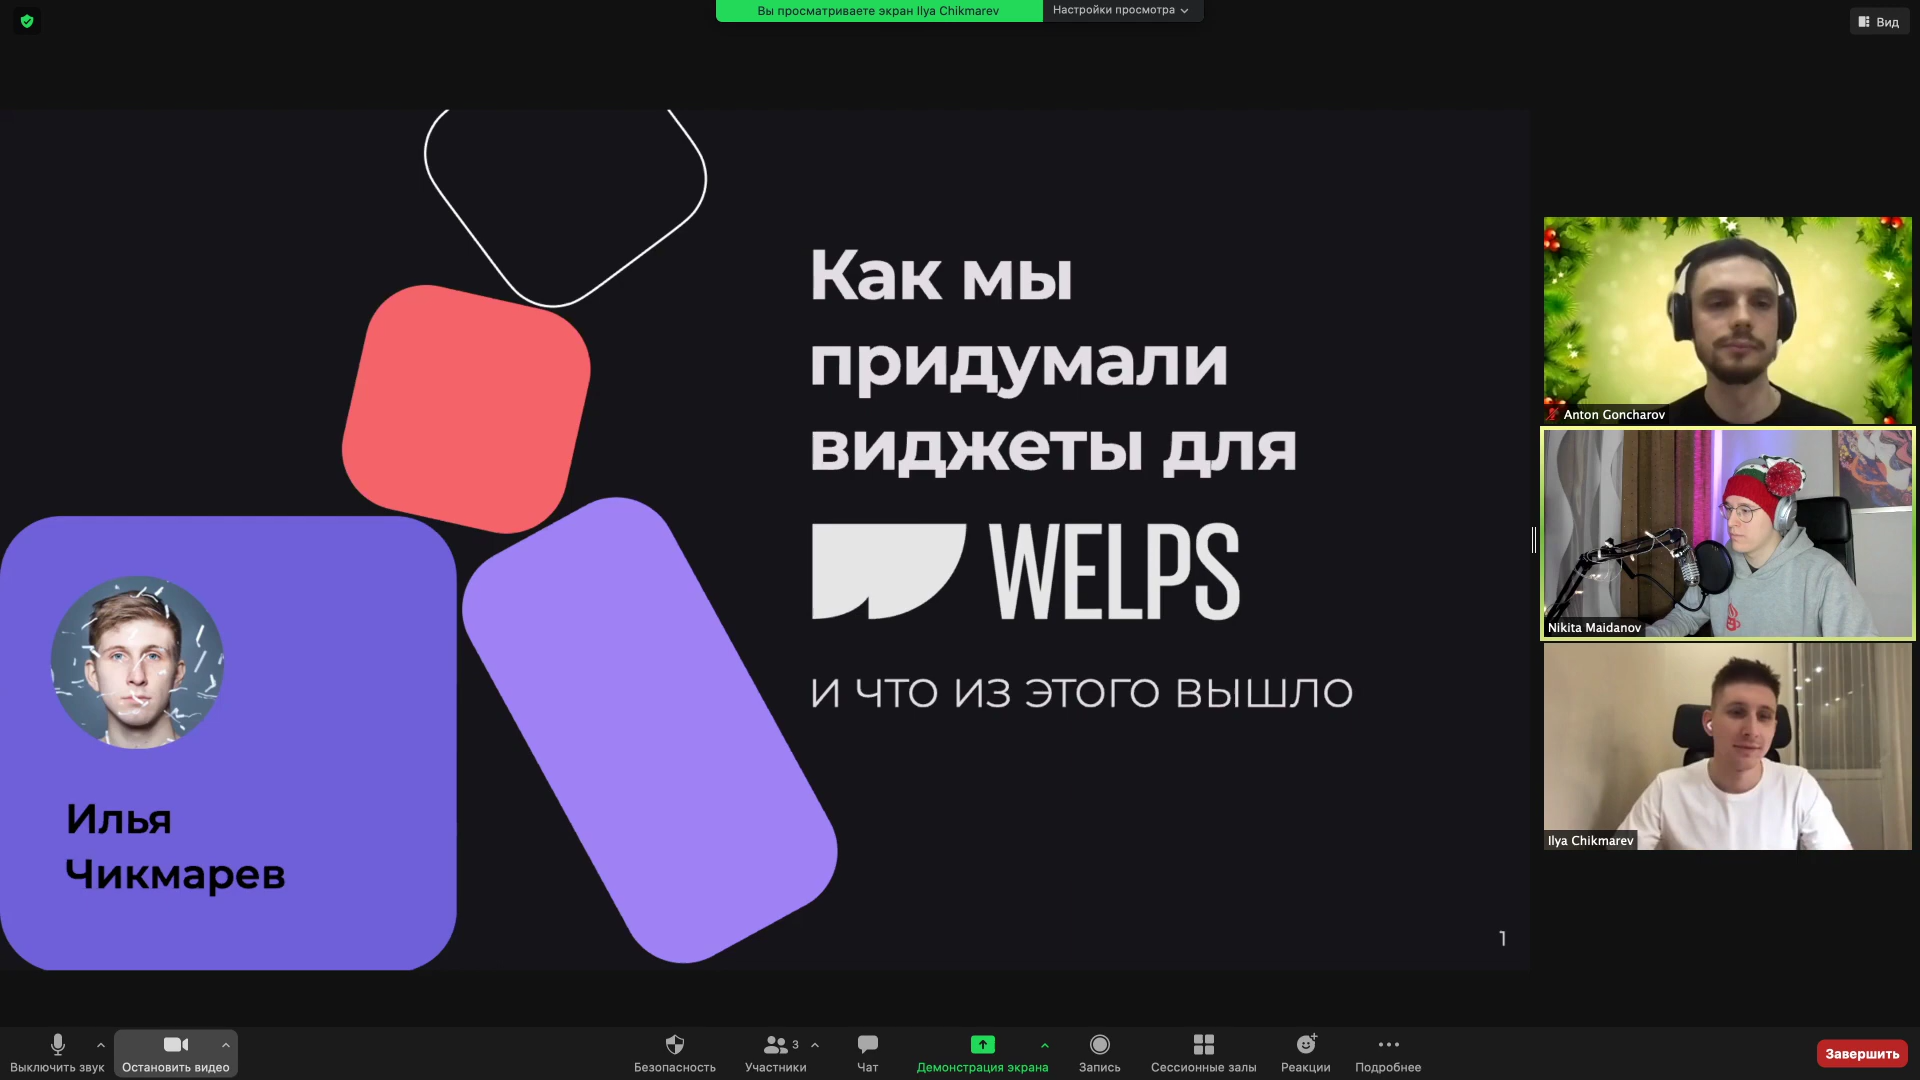 Вы просматриваете экран Ilya Chikmarev
Настройки просмотра
Вид
Как мы
придумали
виджеты для
WELPS
и что из этого вышло
Илья
Чикмарев
1
Anton Goncharov
Nikita Maidanov
Ilya Chikmarev
Выключить звук
Остановить видео
Безопасность
3
Участники
Чат
Демонстрация экрана
Запись
Сессионные залы
Реакции
Подробнее
Завершить